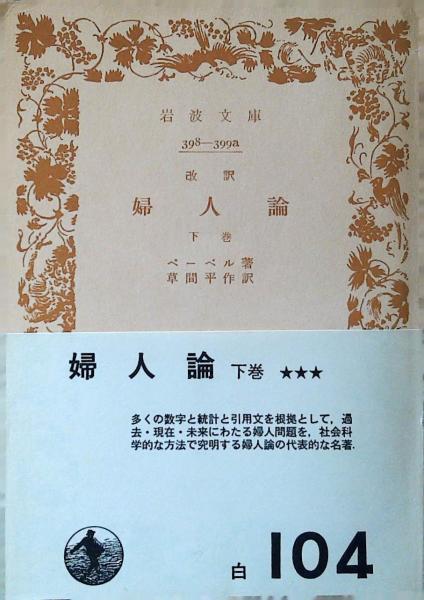 岩波文庫
398—399a
改訳
婦人論
下巻
ベーベル著
草間平作訳
婦人論 下巻 ★★★
多くの数字と統計と引用文を根拠として，過
去・現在・未来にわたる婦人問題を，社会科
学的な方法で究明する婦人論の代表的な名著．
白 104